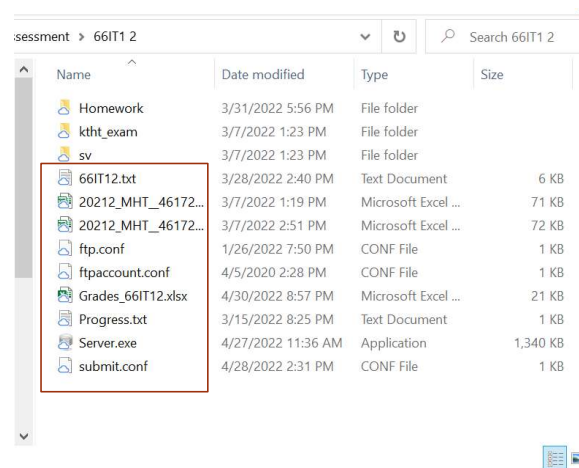 ssessment > 66IT1 2 Search 66IT1 2
Name Date modified Type Size
Homework 3/31/2022 5:56 PM File folder
ktht_exam 3/7/2022 1:23 PM File folder
sv 3/7/2022 1:23 PM File folder
66IT12.txt 3/28/2022 2:40 PM Text Document 6 KB
20212_MHT__46172... 3/7/2022 1:19 PM Microsoft Excel ... 71 KB
20212_MHT__46172... 3/7/2022 2:51 PM Microsoft Excel ... 72 KB
ftp.conf 1/26/2022 7:50 PM CONF File 1 KB
ftpaccount.conf 4/5/2020 2:28 PM CONF File 1 KB
Grades_66IT12.xlsx 4/30/2022 8:57 PM Microsoft Excel ... 21 KB
Progress.txt 3/15/2022 8:25 PM Text Document 1 KB
Server.exe 4/27/2022 11:36 AM Application 1,340 KB
submit.conf 4/28/2022 2:31 PM CONF File 1 KB